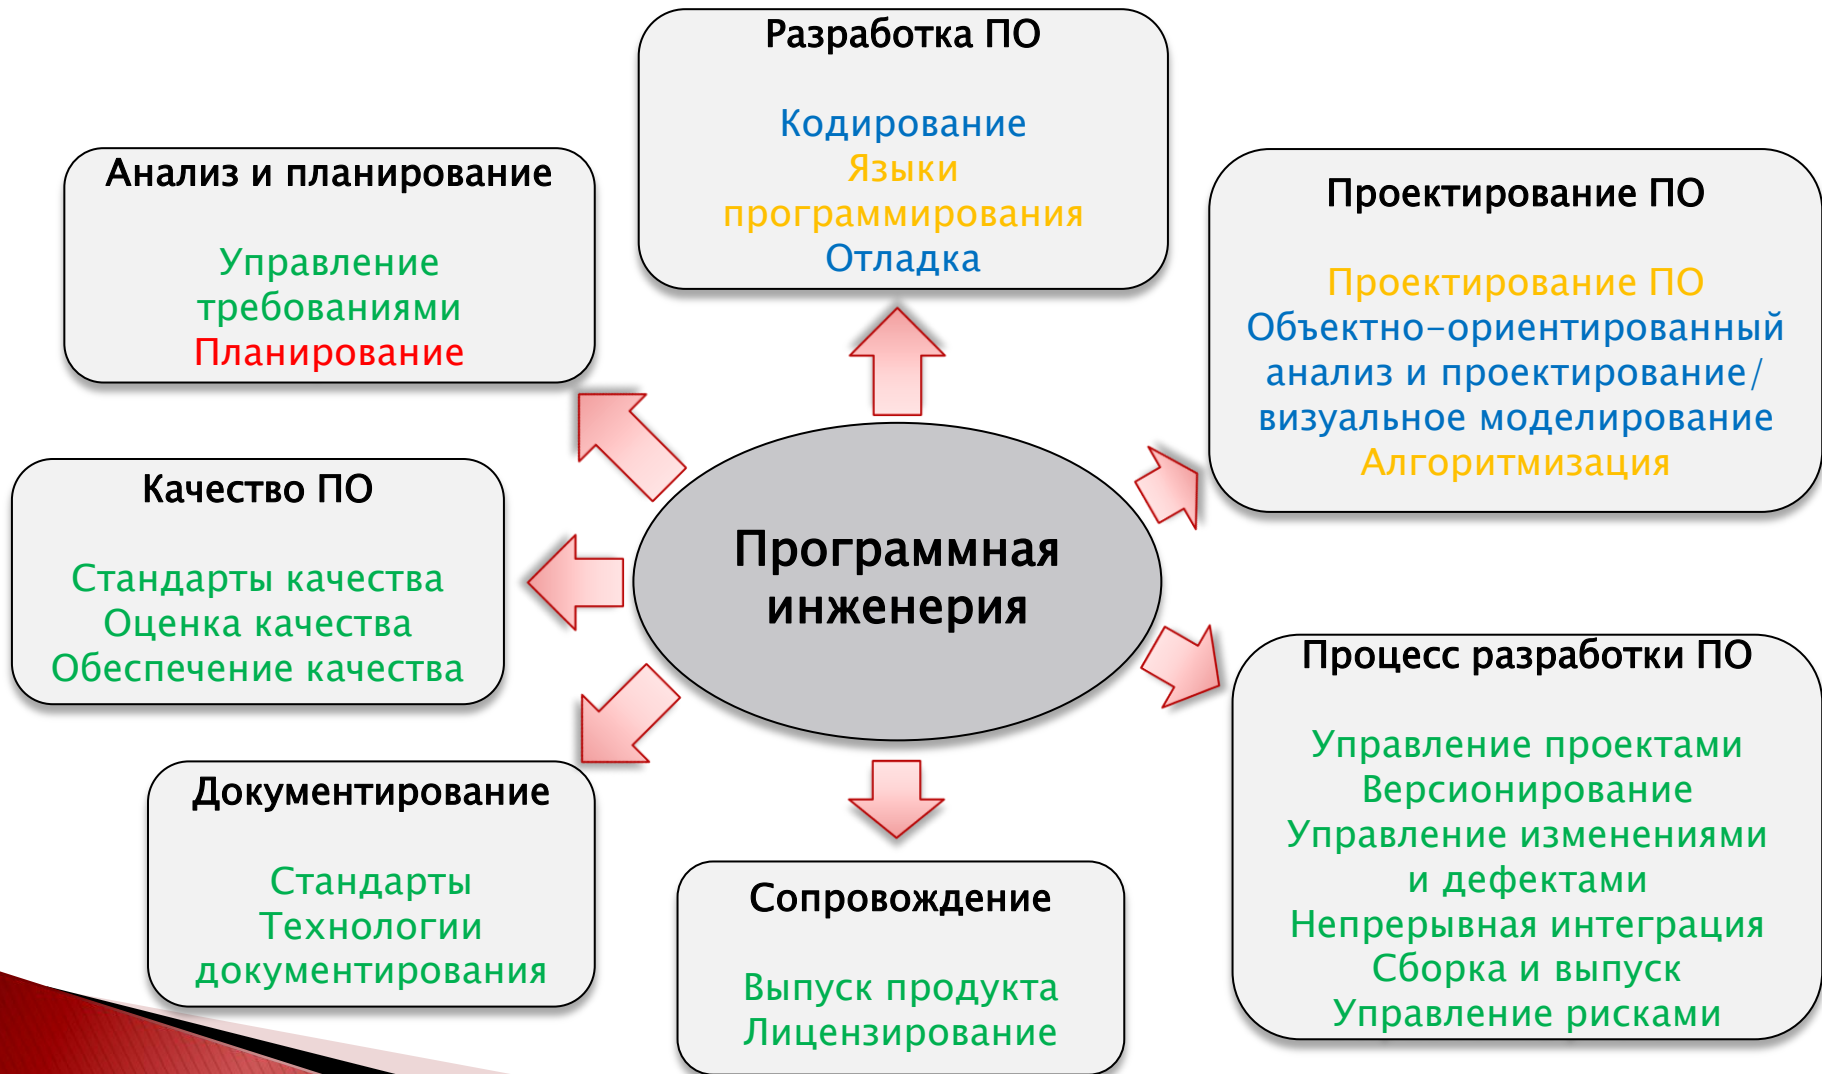 Разработка ПО
Кодирование
Языки
программирования
Отладка
Анализ и планирование
Управление
требованиями
Планирование
Проектирование ПО
Проектирование ПО
Объектно-ориентированный
анализ и проектирование/
визуальное моделирование
Алгоритмизация
Качество ПО
Стандарты качества
Оценка качества
Обеспечение качества
Программная
инженерия
Процесс разработки ПО
Управление проектами
Версионирование
Управление изменениями
и дефектами
Непрерывная интеграция
Сборка и выпуск
Управление рисками
Документирование
Стандарты
Технологии
документирования
Сопровождение
Выпуск продукта
Лицензирование